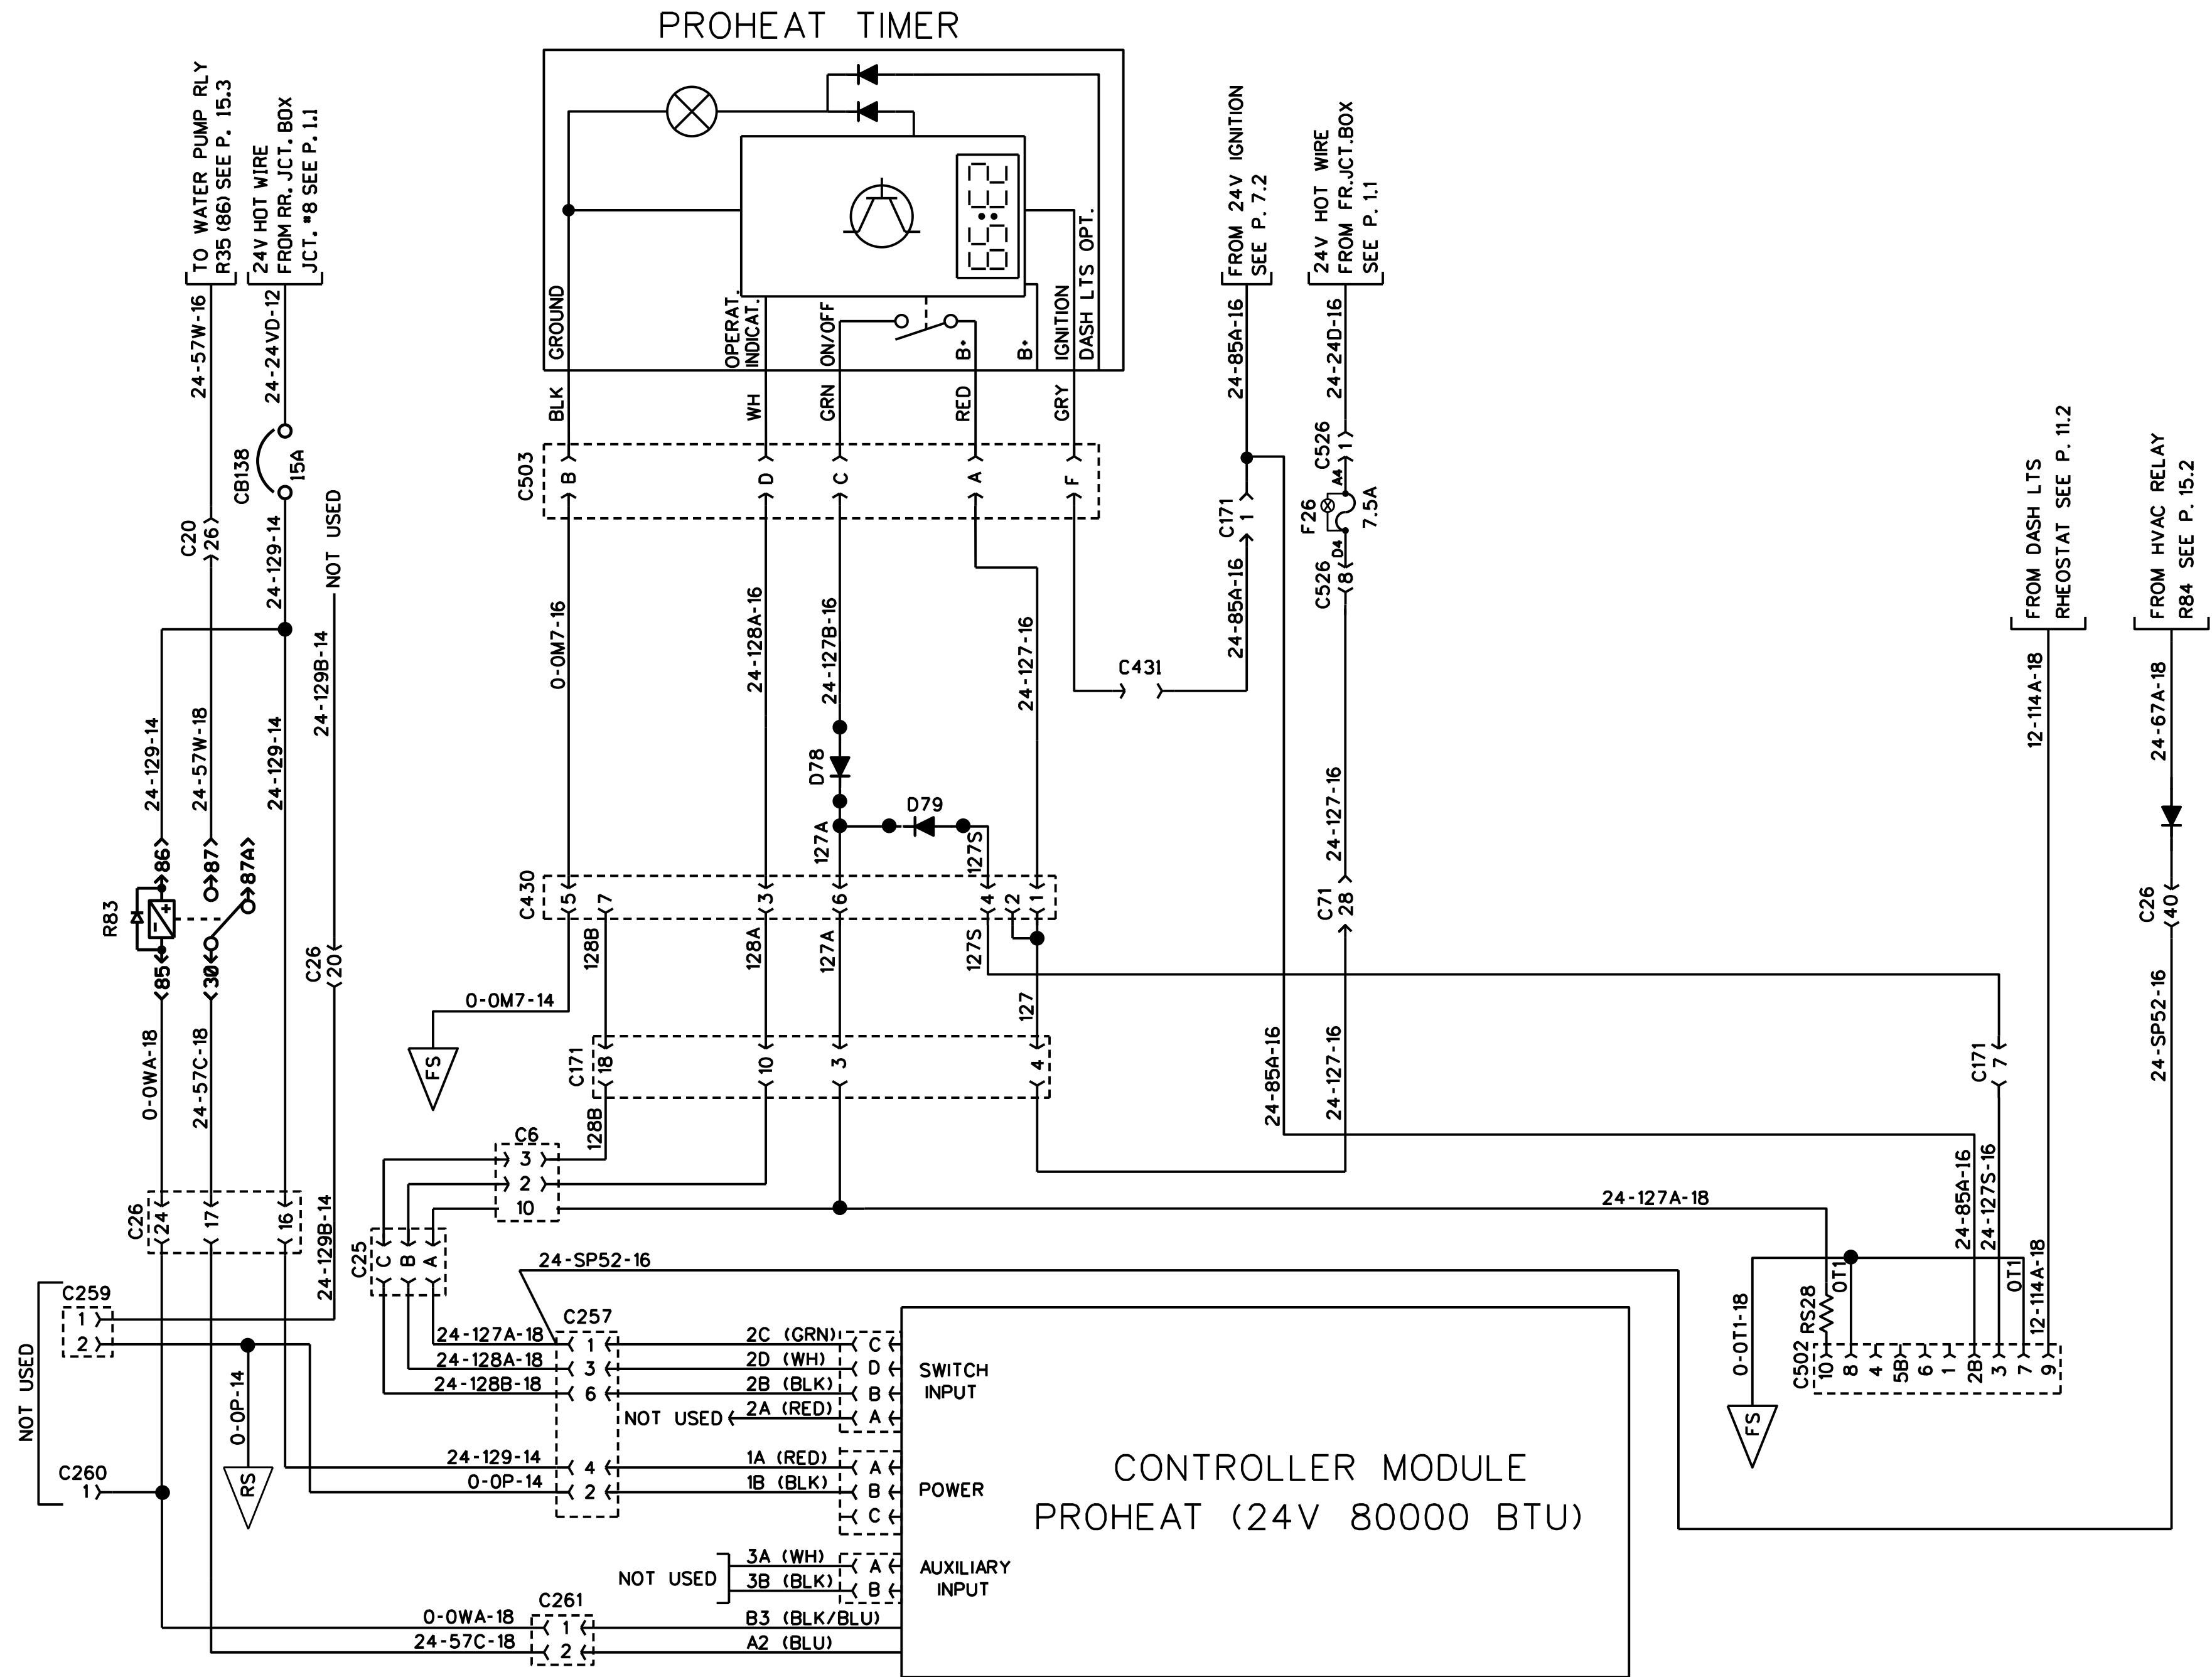 PROHEAT TIMER
TO WATER PUMP RLY
R35 (86) SEE P. 15.3
24V HOT WIRE
FROM RR. JCT. BOX
JCT. #8 SEE P. 1.1
24-57W-16
24-24VD-12
CB138
15A
C20
26
24-129-14
NOT USED
24-129B-14
24-129-14
24-57W-18
24-129-14
R83
86
87
87A
85
30
C26
20
0-0WA-18
24-57C-18
24-129B-14
C26
24
17
16
GROUND
OPERAT.
INDICAT.
ON/OFF
B+
B+
IGNITION
DASH LTS OPT.
BLK
WH
GRN
RED
GRY
C503
B
D
C
A
F
0-0M7-16
24-128A-16
24-127B-16
24-127-16
D78
D79
127A
127S
C430
5
7
3
6
4
2
1
128B
128A
127A
127S
127
0-0M7-14
FS
C171
18
10
3
4
128B
C6
3
2
10
C25
C
B
A
FROM 24V IGNITION
SEE P. 7.2
24V HOT WIRE
FROM FR.JCT.BOX
SEE P. 1.1
24-85A-16
24-24D-16
C526
1
A4
F26
7.5A
D4
C526
8
C171
1
24-85A-16
C431
24-127-16
C71
28
24-85A-16
24-127-16
FROM DASH LTS
RHEOSTAT SEE P. 11.2
FROM HVAC RELAY
R84 SEE P. 15.2
12-114A-18
24-67A-18
C26
40
24-SP52-16
C171
7
24-127A-18
24-85A-16
24-127S-16
12-114A-18
0T1
0T1
0-0T1-18
RS28
C502
10
8
4
5B
6
1
2B
3
7
9
FS
24-SP52-16
NOT USED
C259
1
2
0-0P-14
RS
C260
1
C257
24-127A-18
1
2C (GRN)
C
24-128A-18
3
2D (WH)
D
24-128B-18
6
2B (BLK)
B
NOT USED
2A (RED)
A
SWITCH
INPUT
24-129-14
4
1A (RED)
A
0-0P-14
2
1B (BLK)
B
C
POWER
CONTROLLER MODULE
PROHEAT (24V 80000 BTU)
NOT USED
3A (WH)
A
3B (BLK)
B
AUXILIARY
INPUT
C261
0-0WA-18
1
B3 (BLK/BLU)
24-57C-18
2
A2 (BLU)